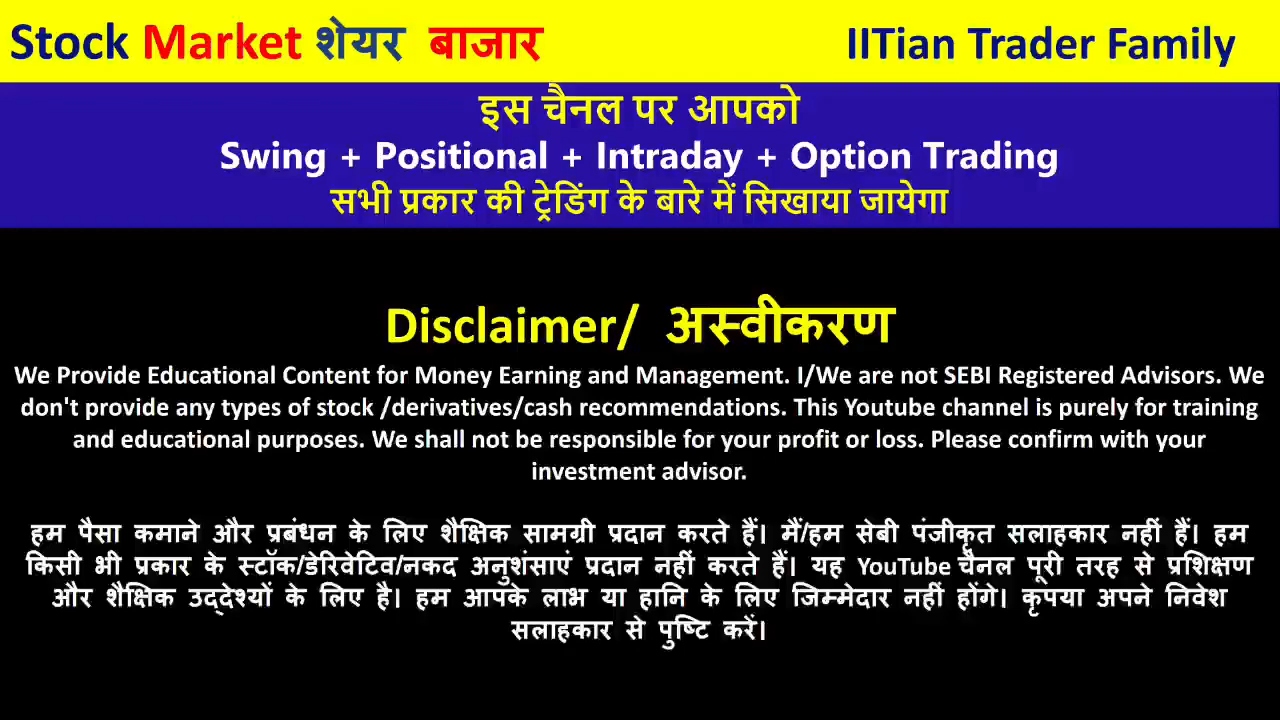 Stock Market शेयर बाजार IITian Trader Family
इस चैनल पर आपको
Swing + Positional + Intraday + Option Trading
सभी प्रकार की ट्रेडिंग के बारे में सिखाया जायेगा
Disclaimer/ अस्वीकरण
We Provide Educational Content for Money Earning and Management. I/We are not SEBI Registered Advisors. We
don't provide any types of stock /derivatives/cash recommendations. This Youtube channel is purely for training
and educational purposes. We shall not be responsible for your profit or loss. Please confirm with your
investment advisor.
हम पैसा कमाने और प्रबंधन के लिए शैक्षिक सामग्री प्रदान करते हैं। मैं/हम सेबी पंजीकृत सलाहकार नहीं हैं। हम
किसी भी प्रकार के स्टॉक/डेरिवेटिव/नकद अनुशंसाएं प्रदान नहीं करते हैं। यह YouTube चैनल पूरी तरह से प्रशिक्षण
और शैक्षिक उद्देश्यों के लिए है। हम आपके लाभ या हानि के लिए जिम्मेदार नहीं होंगे। कृपया अपने निवेश
सलाहकार से पुष्टि करें।